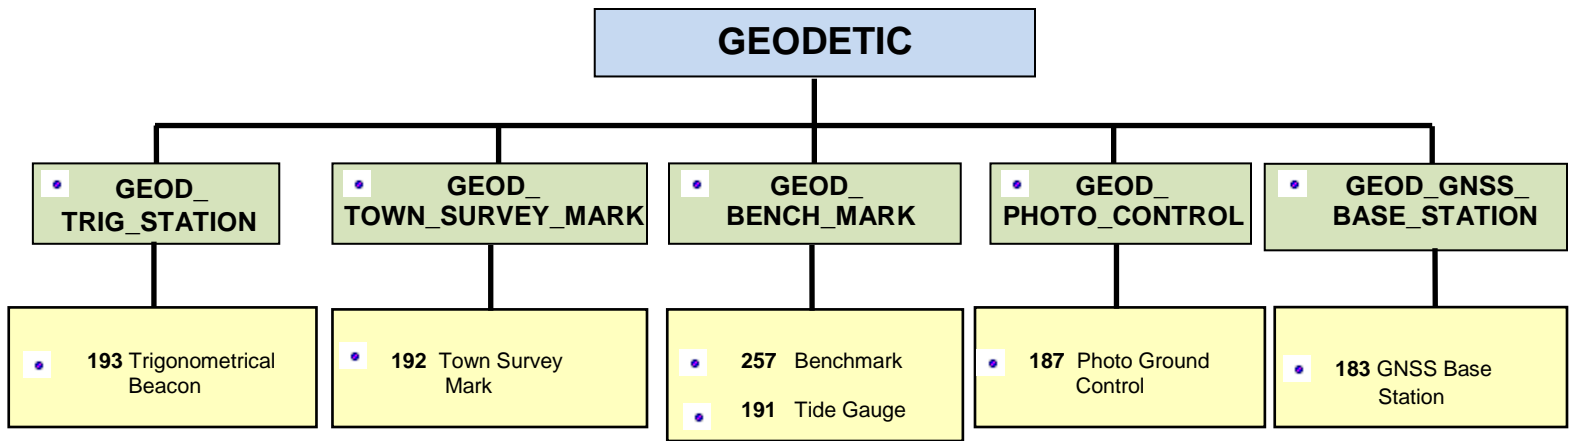 GEODETIC
GEOD_
TRIG_STATION
GEOD_
TOWN_SURVEY_MARK
GEOD_
BENCH_MARK
GEOD_
PHOTO_CONTROL
GEOD_GNSS_
BASE_STATION
193 Trigonometrical
Beacon
192 Town Survey
Mark
257 Benchmark
191 Tide Gauge
187 Photo Ground
Control
183 GNSS Base
Station